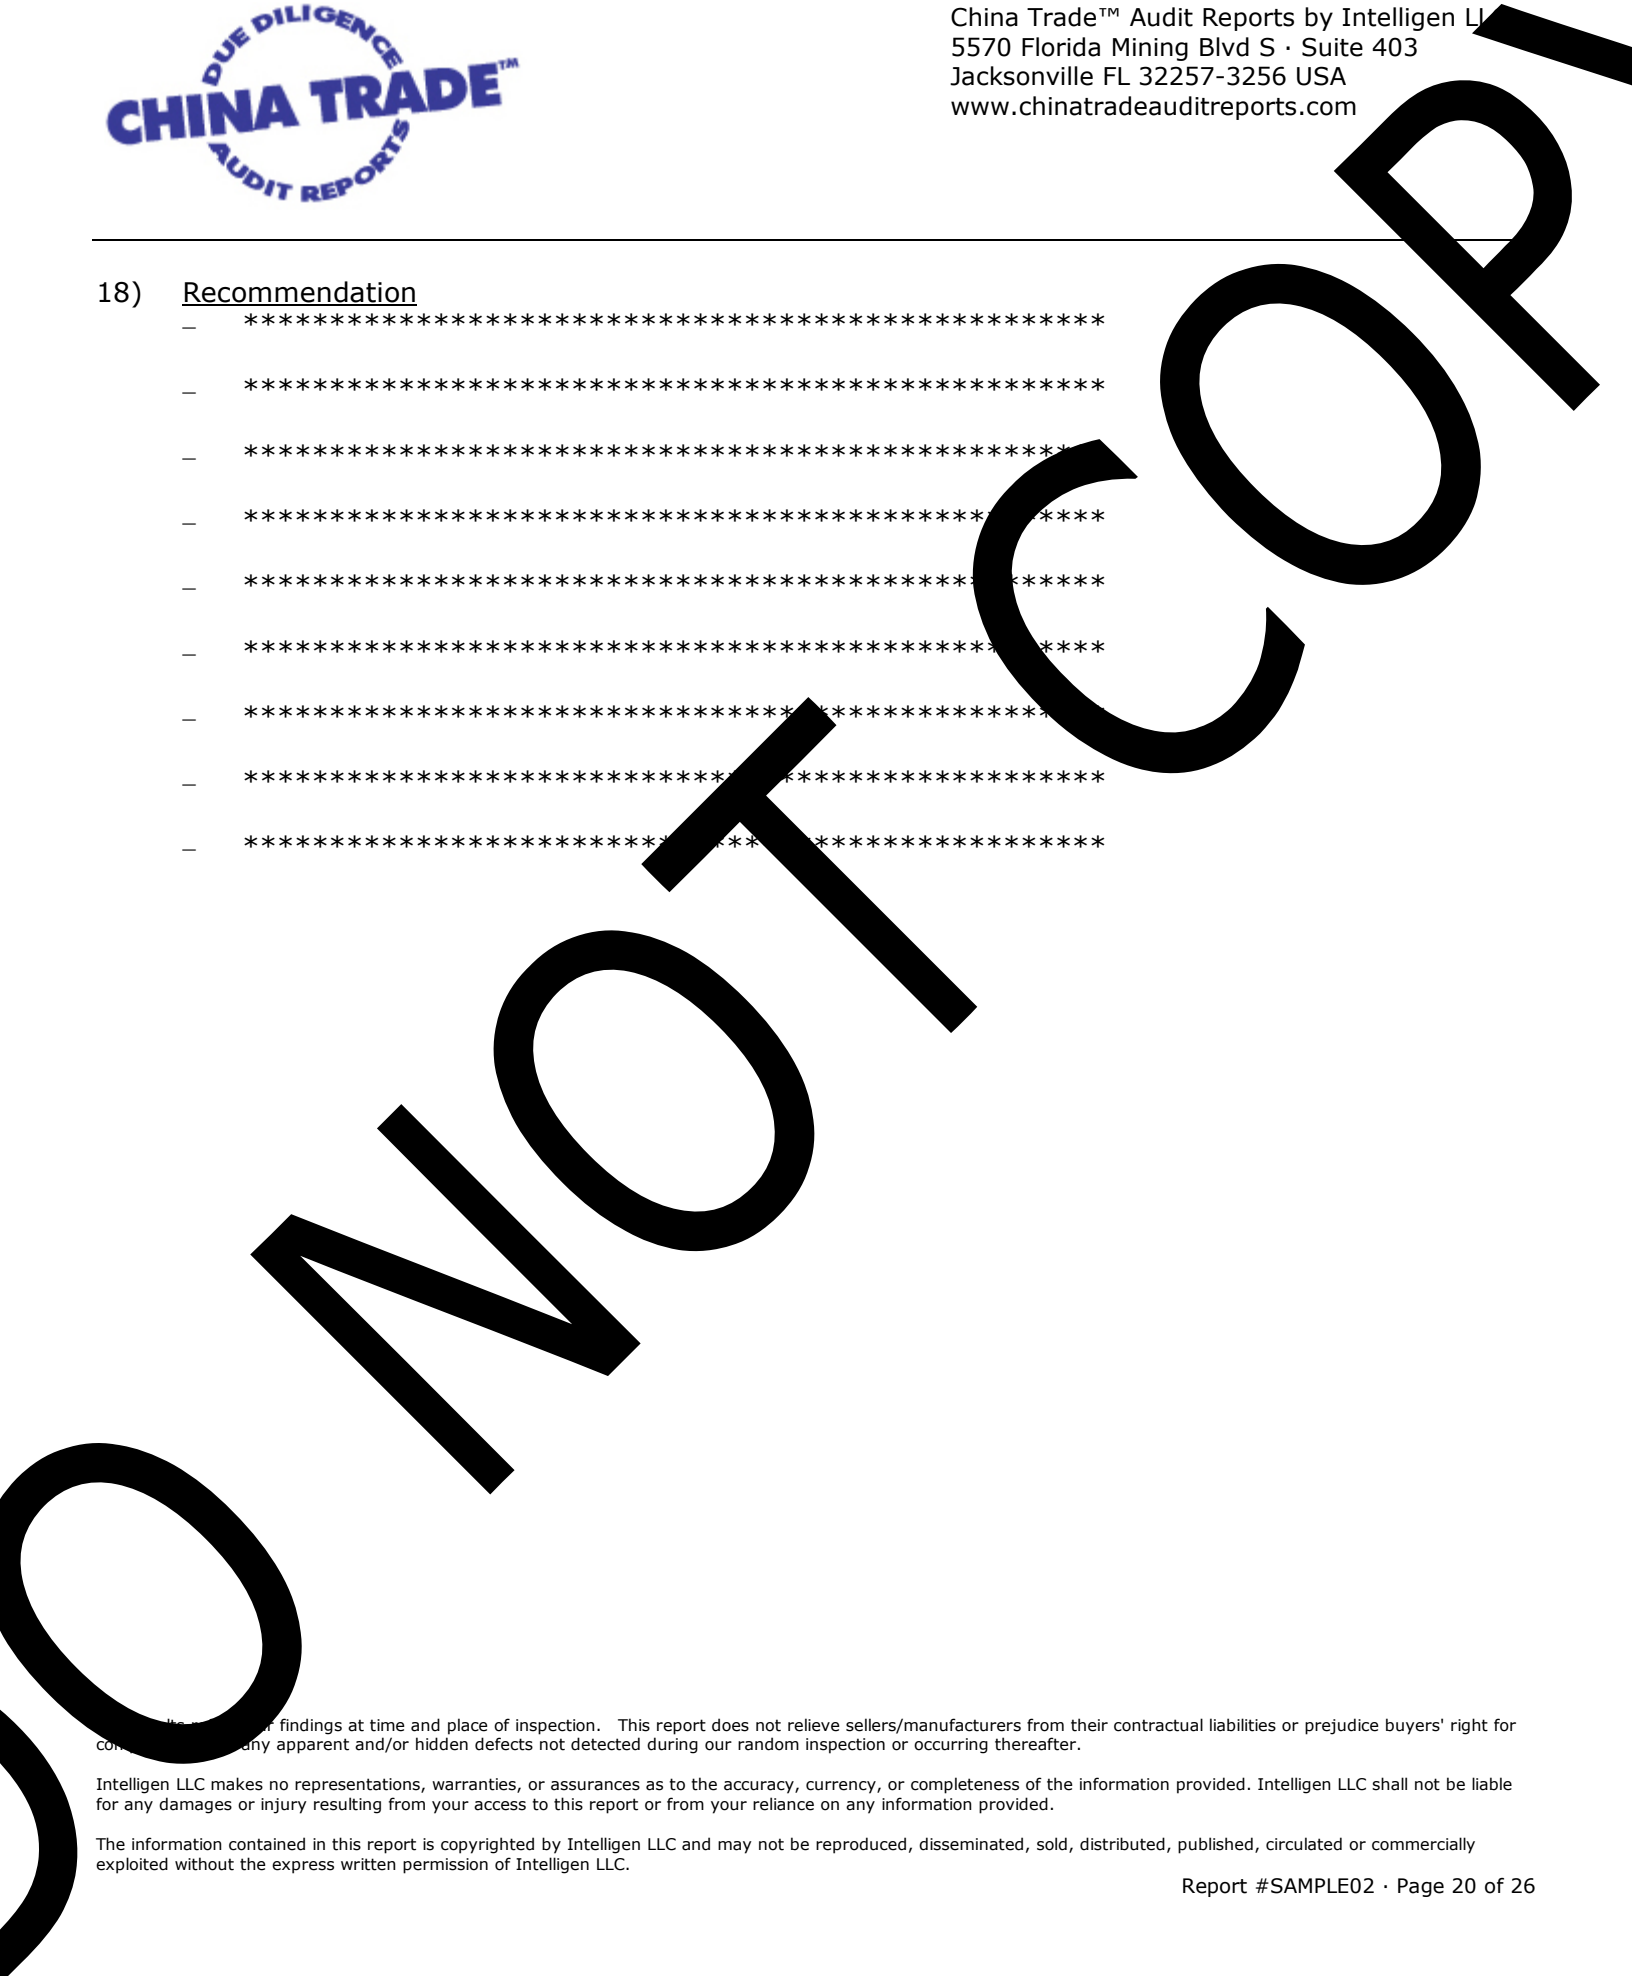 DUE DILIGENCE
CHINA TRADE™
AUDIT REPORTS
China Trade™ Audit Reports by Intelligen
5570 Florida Mining Blvd S · Suite 403
Jacksonville FL 32257-3256 USA
www.chinatradeauditreports.com
18) Recommendation
_ **************************************************
_ **************************************************
_ **************************************************
_ **************************************************
_ **************************************************
_ **************************************************
_ **************************************************
_ **************************************************
_ **************************************************
DO NOT COPY
findings at time and place of inspection. This report does not relieve sellers/manufacturers from their contractual liabilities or prejudice buyers' right for
any apparent and/or hidden defects not detected during our random inspection or occurring thereafter.
Intelligen LLC makes no representations, warranties, or assurances as to the accuracy, currency, or completeness of the information provided. Intelligen LLC shall not be liable
for any damages or injury resulting from your access to this report or from your reliance on any information provided.
The information contained in this report is copyrighted by Intelligen LLC and may not be reproduced, disseminated, sold, distributed, published, circulated or commercially
exploited without the express written permission of Intelligen LLC.
Report #SAMPLE02 · Page 20 of 26